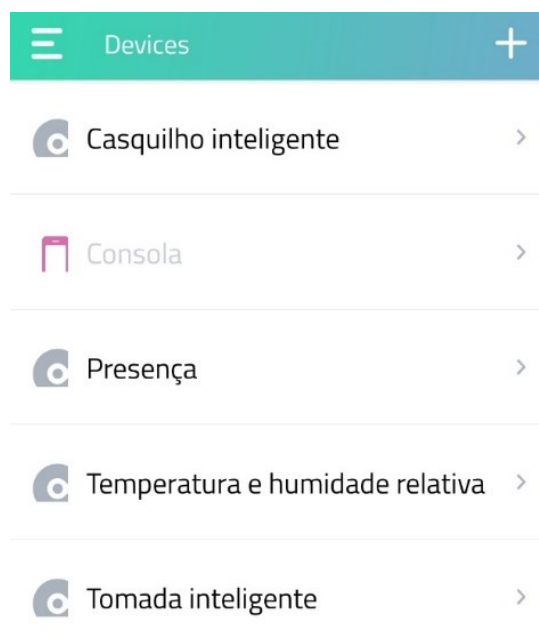 Devices
Casquilho inteligente
Consola
Presença
Temperatura e humidade relativa
Tomada inteligente